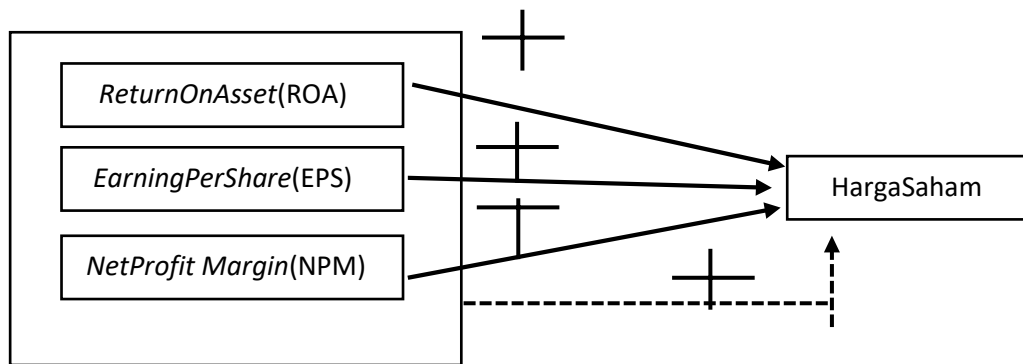 ReturnOnAsset(ROA)
EarningPerShare(EPS)
HargaSaham
NetProfit Margin(NPM)